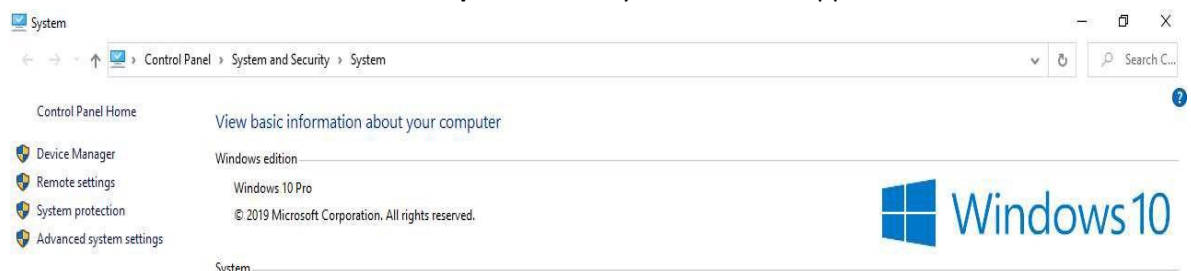 System
Control Panel › System and Security › System
Search C...
Control Panel Home
Device Manager
Remote settings
System protection
Advanced system settings
View basic information about your computer
Windows edition
Windows 10 Pro
© 2019 Microsoft Corporation. All rights reserved.
Windows 10
System